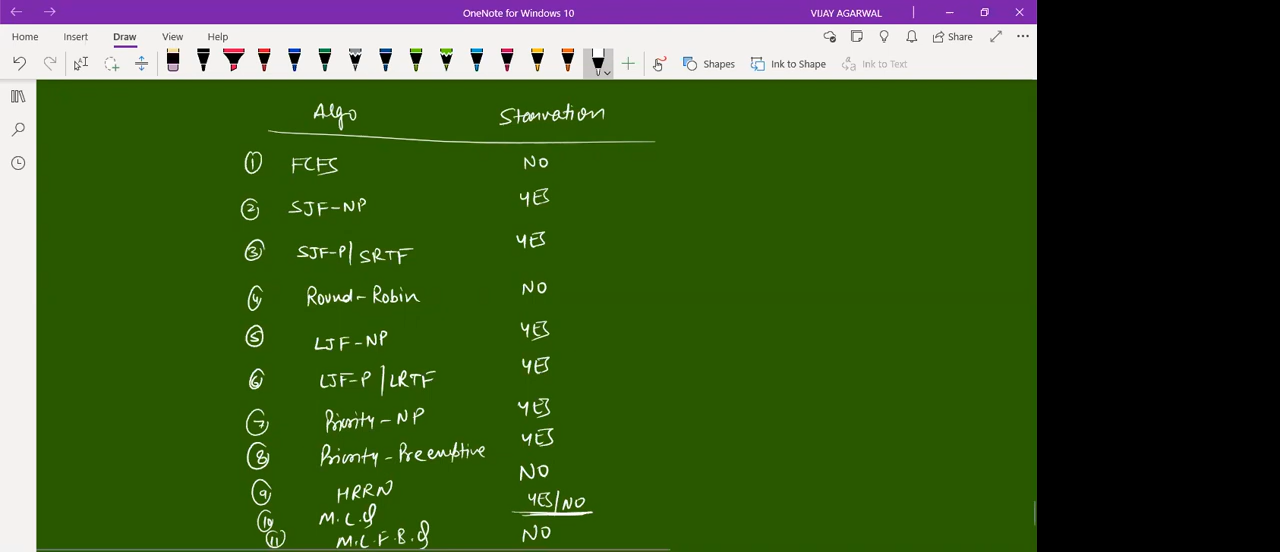 OneNote for Windows 10
VIJAY AGARWAL
Home Insert Draw View Help
Share
Shapes Ink to Shape Ink to Text
Algo Starvation
1 FCFS NO
2 SJF-NP YES
3 SJF-P/SRTF YES
4 Round-Robin NO
5 LJF-NP YES
6 LJF-P/LRTF YES
7 Priority-NP YES
8 Priority-Preemptive YES
9 HRRN NO
10 M.L.Q YES/NO
11 M.L.F.B.Q NO